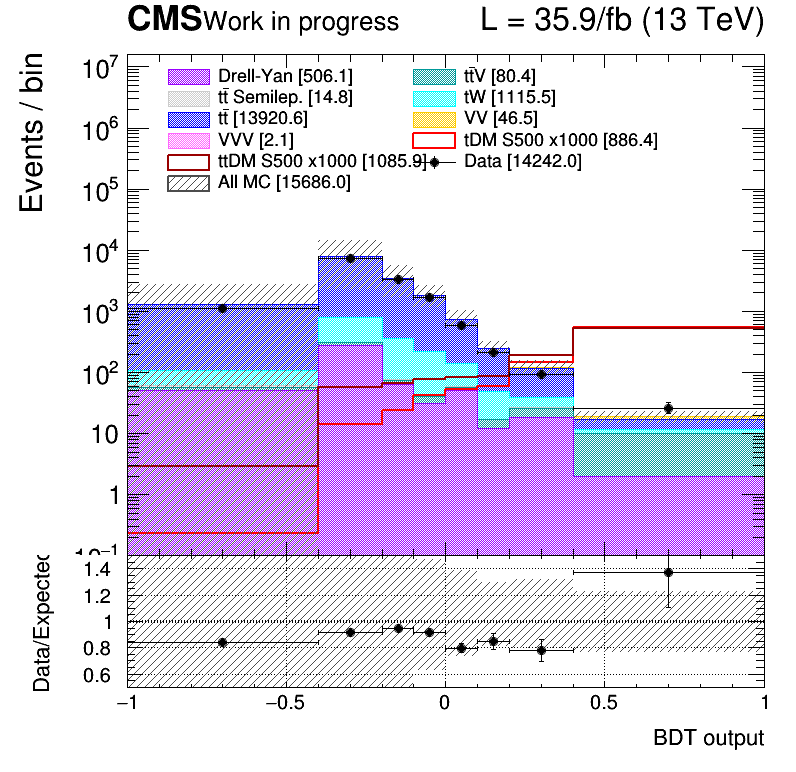 CMS Work in progress L = 35.9/fb (13 TeV)
Events / bin
10⁷
10⁶
10⁵
10⁴
10³
10²
10
1
10⁻¹
Drell-Yan [506.1] tt̄V [80.4]
tt̄ Semilep. [14.8] tW [1115.5]
tt̄ [13920.6] VV [46.5]
VVV [2.1] tDM S500 x1000 [886.4]
ttDM S500 x1000 [1085.9] Data [14242.0]
All MC [15686.0]
Data/Expected
1.4
1.2
1
0.8
0.6
−1 −0.5 0 0.5 1
BDT output